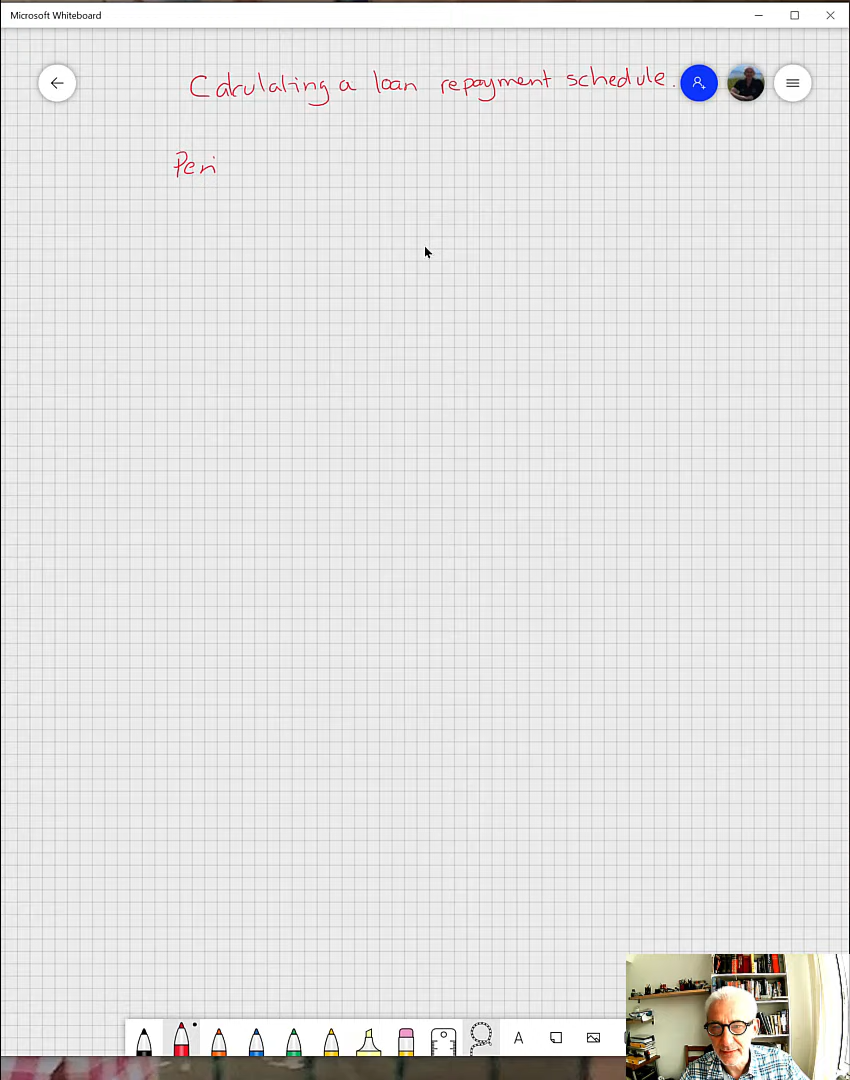 Microsoft Whiteboard
Calculating a loan repayment schedule.
Peri
A